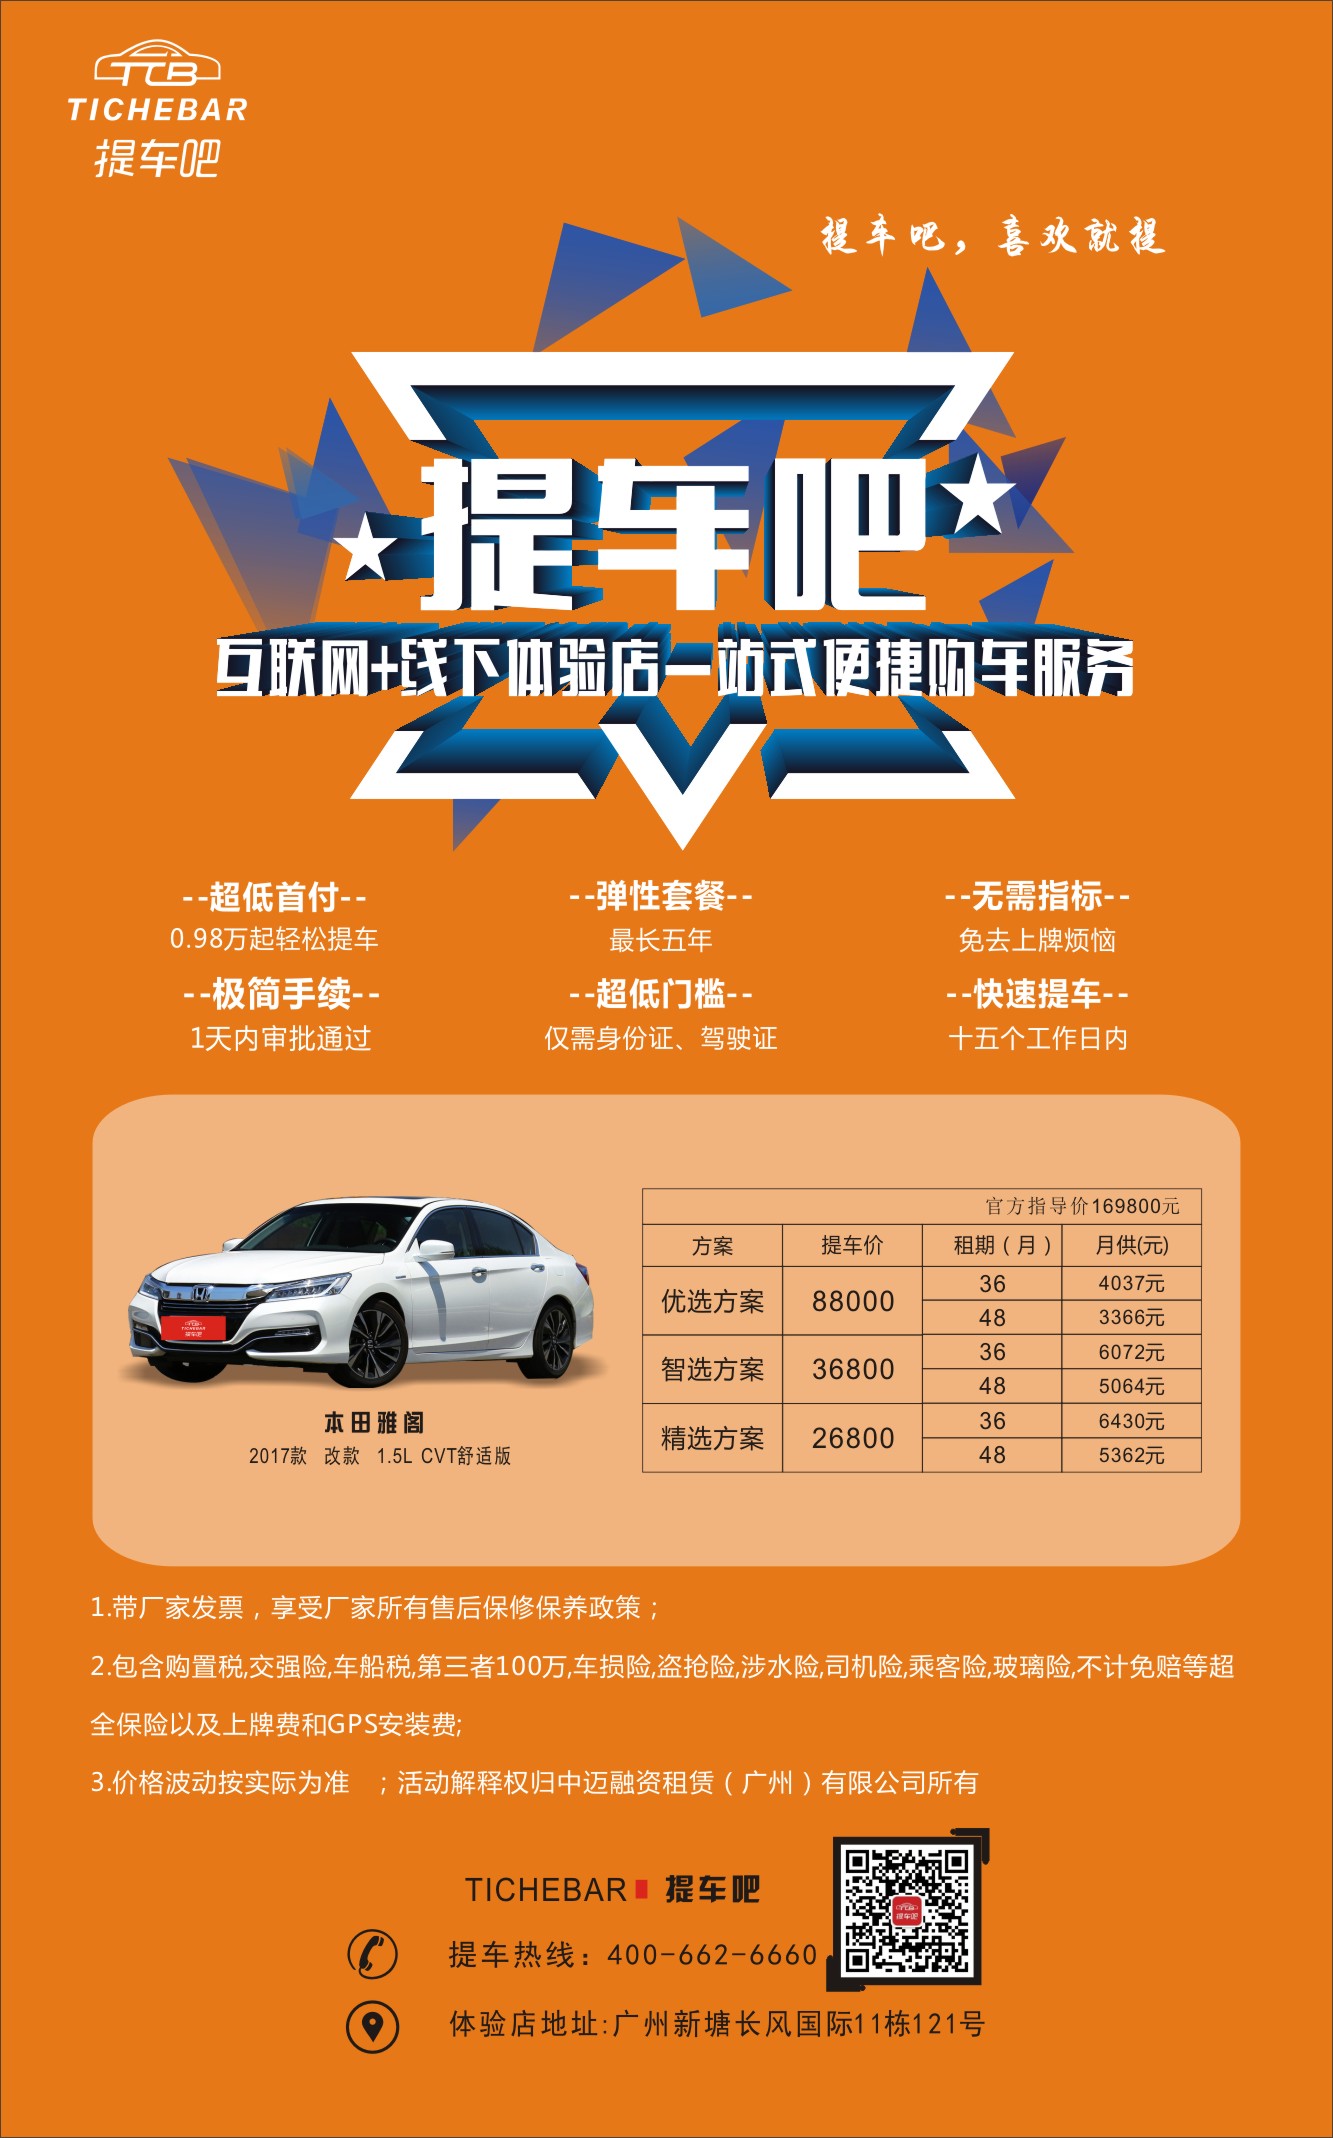 TCB
TICHEBAR
提车吧
提车吧，喜欢就提
提车吧
互联网+线下体验店一站式便捷购车服务
--超低首付-- --弹性套餐-- --无需指标--
0.98万起轻松提车 最长五年 免去上牌烦恼
--极简手续-- --超低门槛-- --快速提车--
1天内审批通过 仅需身份证、驾驶证 十五个工作日内
官方指导价169800元
方案 提车价 租期（月） 月供(元)
优选方案 88000 36 4037元
48 3366元
智选方案 36800 36 6072元
48 5064元
精选方案 26800 36 6430元
48 5362元
TICHEBAR
提车吧
本田雅阁
2017款 改款 1.5L CVT舒适版
1.带厂家发票，享受厂家所有售后保修保养政策；
2.包含购置税,交强险,车船税,第三者100万,车损险,盗抢险,涉水险,司机险,乘客险,玻璃险,不计免赔等超
全保险以及上牌费和GPS安装费;
3.价格波动按实际为准 ；活动解释权归中迈融资租赁（广州）有限公司所有
TICHEBAR 提车吧
提车吧
提车热线：400-662-6660
体验店地址:广州新塘长风国际11栋121号